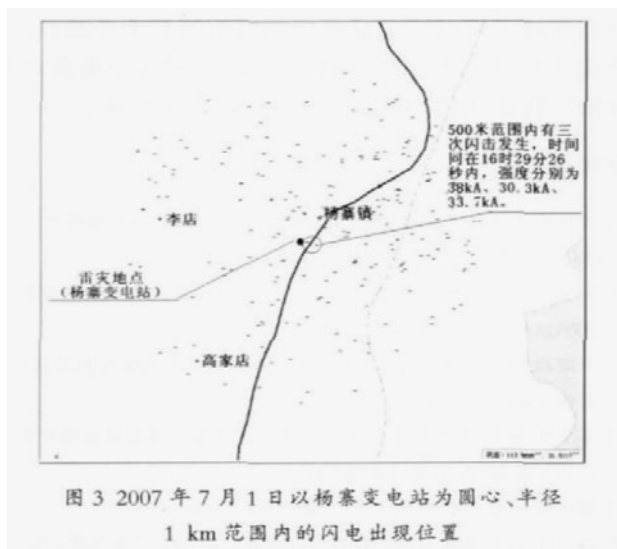 500米范围内有三
次闪击发生，时间
同在16时29分26
秒内，强度分别为
38kA、30.3kA、
33.7kA。
杨寨镇
李店
雷灾地点
（杨寨变电站）
高家店
图 3 2007 年 7 月 1 日以杨寨变电站为圆心、半径
1 km 范围内的闪电出现位置